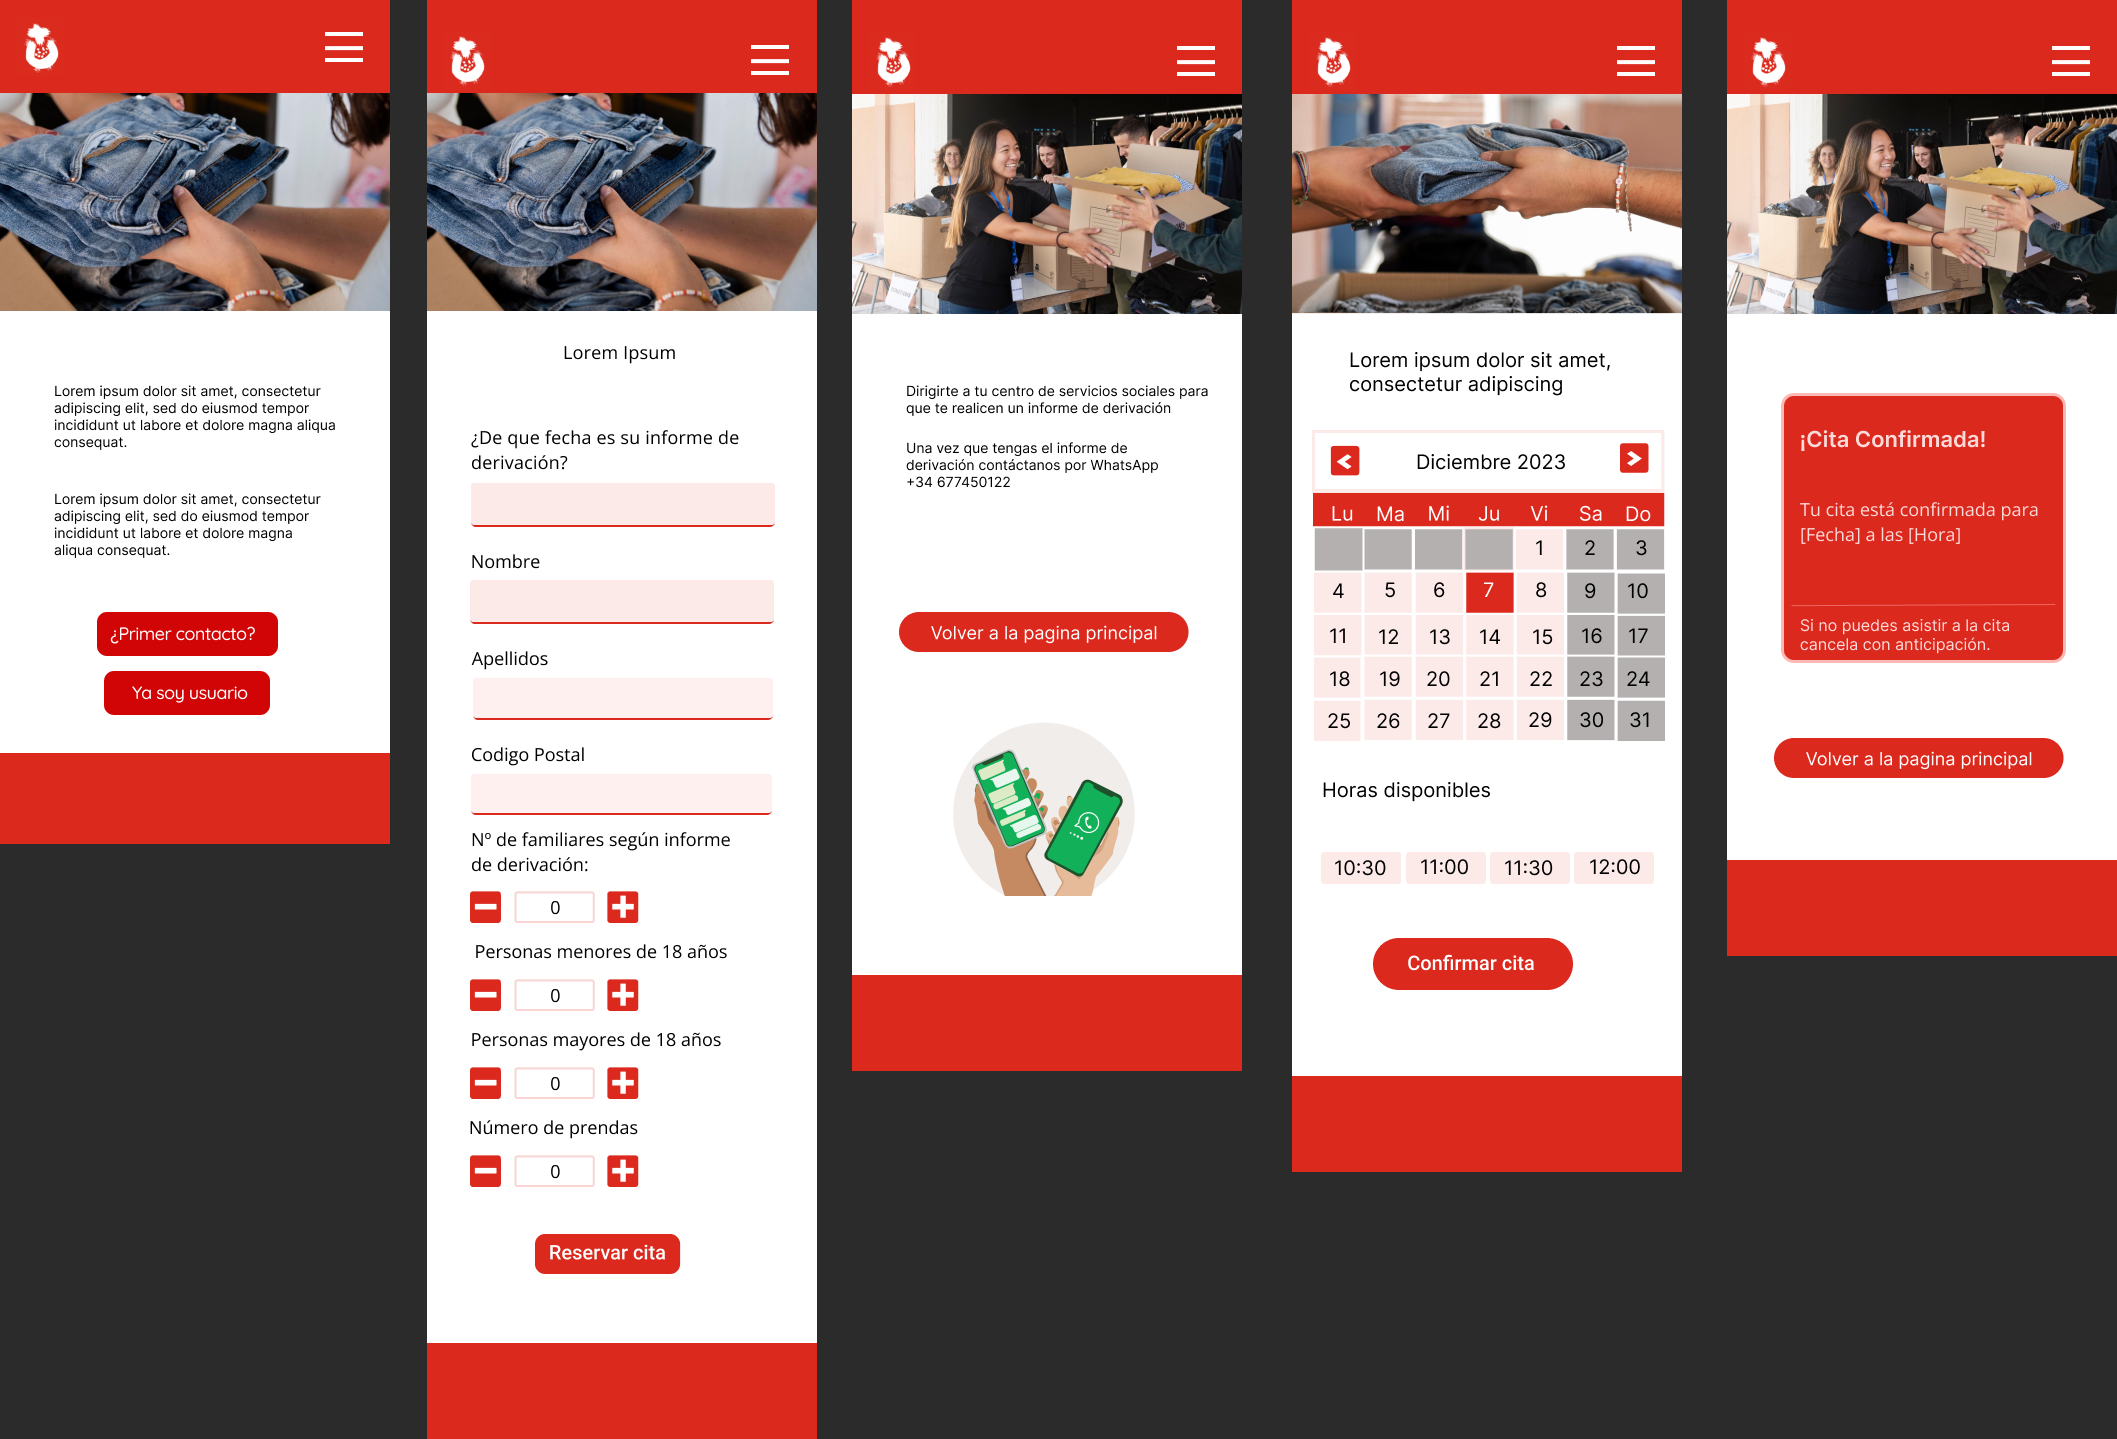 Lorem ipsum dolor sit amet, consectetur
adipiscing elit, sed do eiusmod tempor
incididunt ut labore et dolore magna aliqua
consequat.
Lorem ipsum dolor sit amet, consectetur
adipiscing elit, sed do eiusmod tempor
incididunt ut labore et dolore magna
aliqua consequat.
¿Primer contacto?
Ya soy usuario
Lorem Ipsum
¿De que fecha es su informe de
derivación?
Nombre
Apellidos
Codigo Postal
Nº de familiares según informe
de derivación:
0
Personas menores de 18 años
0
Personas mayores de 18 años
0
Número de prendas
0
Reservar cita
Dirigirte a tu centro de servicios sociales para
que te realicen un informe de derivación
Una vez que tengas el informe de
derivación contáctanos por WhatsApp
+34 677450122
Volver a la pagina principal
Lorem ipsum dolor sit amet,
consectetur adipiscing
Diciembre 2023
Lu Ma Mi Ju Vi Sa Do
1 2 3
4 5 6 7 8 9 10
11 12 13 14 15 16 17
18 19 20 21 22 23 24
25 26 27 28 29 30 31
Horas disponibles
10:30 11:00 11:30 12:00
Confirmar cita
¡Cita Confirmada!
Tu cita está confirmada para
[Fecha] a las [Hora]
Si no puedes asistir a la cita
cancela con anticipación.
Volver a la pagina principal